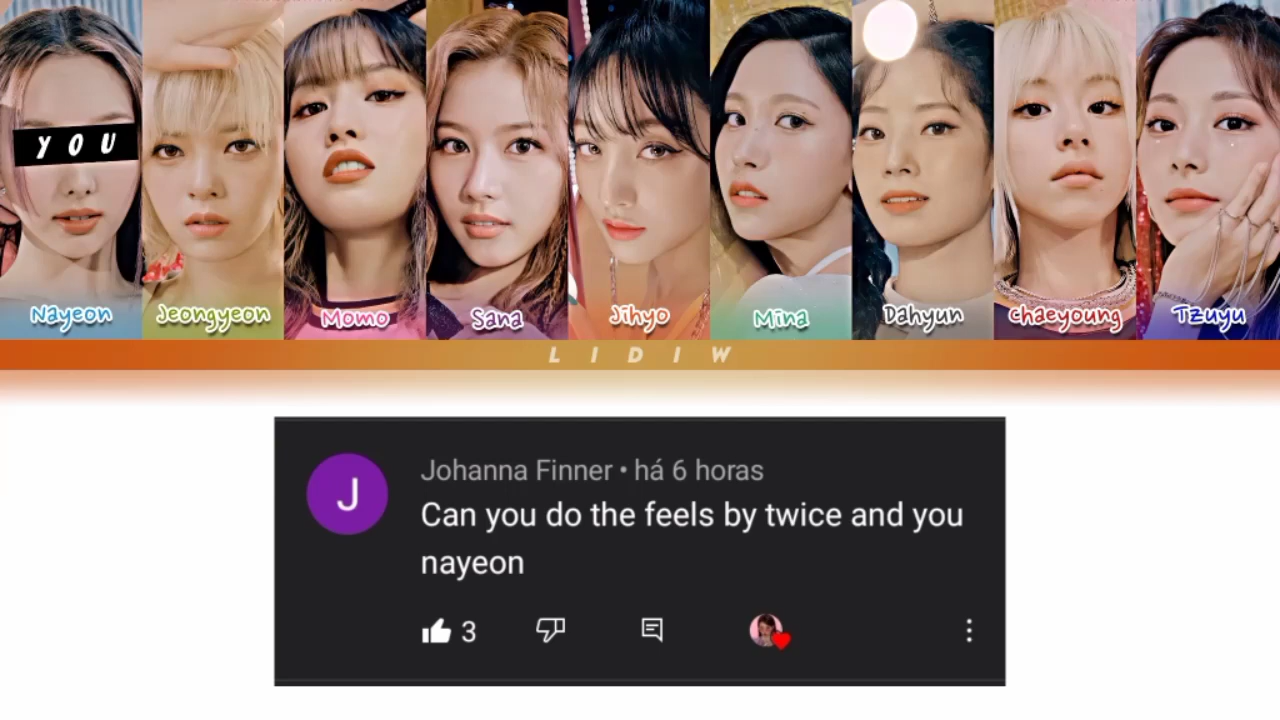 YOU
Nayeon
Jeongyeon
Momo
Sana
Jihyo
Mina
Dahyun
Chaeyoung
Tzuyu
LIDIW
J
Johanna Finner • há 6 horas
Can you do the feels by twice and you
nayeon
3